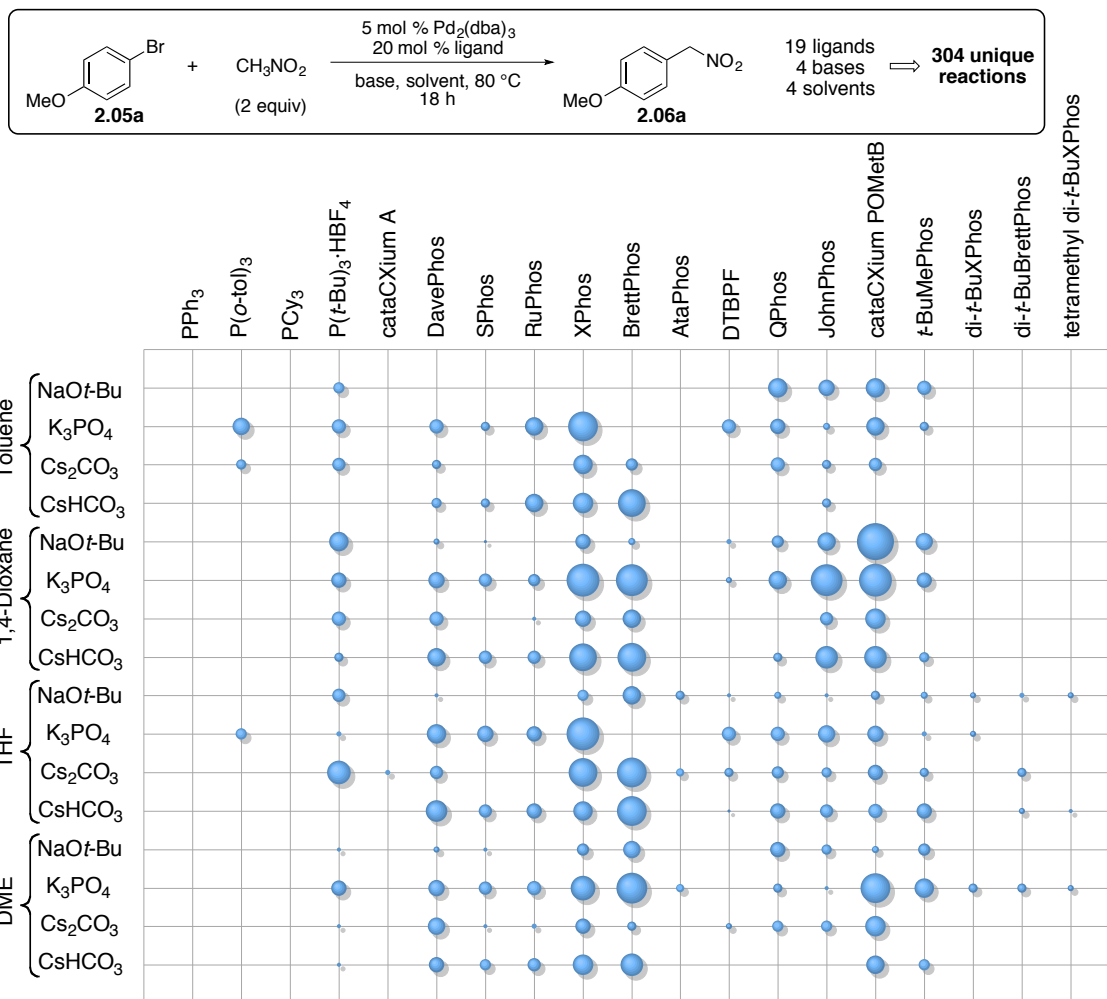 Br
MeO
2.05a
+
CH3NO2
(2 equiv)
5 mol % Pd2(dba)3
20 mol % ligand
base, solvent, 80 °C
18 h
NO2
MeO
2.06a
19 ligands
4 bases
4 solvents
304 unique
reactions
PPh3
P(o-tol)3
PCy3
P(t-Bu)3·HBF4
cataCXium A
DavePhos
SPhos
RuPhos
XPhos
BrettPhos
AtaPhos
DTBPF
QPhos
JohnPhos
cataCXium POMetB
t-BuMePhos
di-t-BuXPhos
di-t-BuBrettPhos
tetramethyl di-t-BuXPhos
Toluene
NaOt-Bu
K3PO4
Cs2CO3
CsHCO3
1,4-Dioxane
NaOt-Bu
K3PO4
Cs2CO3
CsHCO3
THF
NaOt-Bu
K3PO4
Cs2CO3
CsHCO3
DME
NaOt-Bu
K3PO4
Cs2CO3
CsHCO3